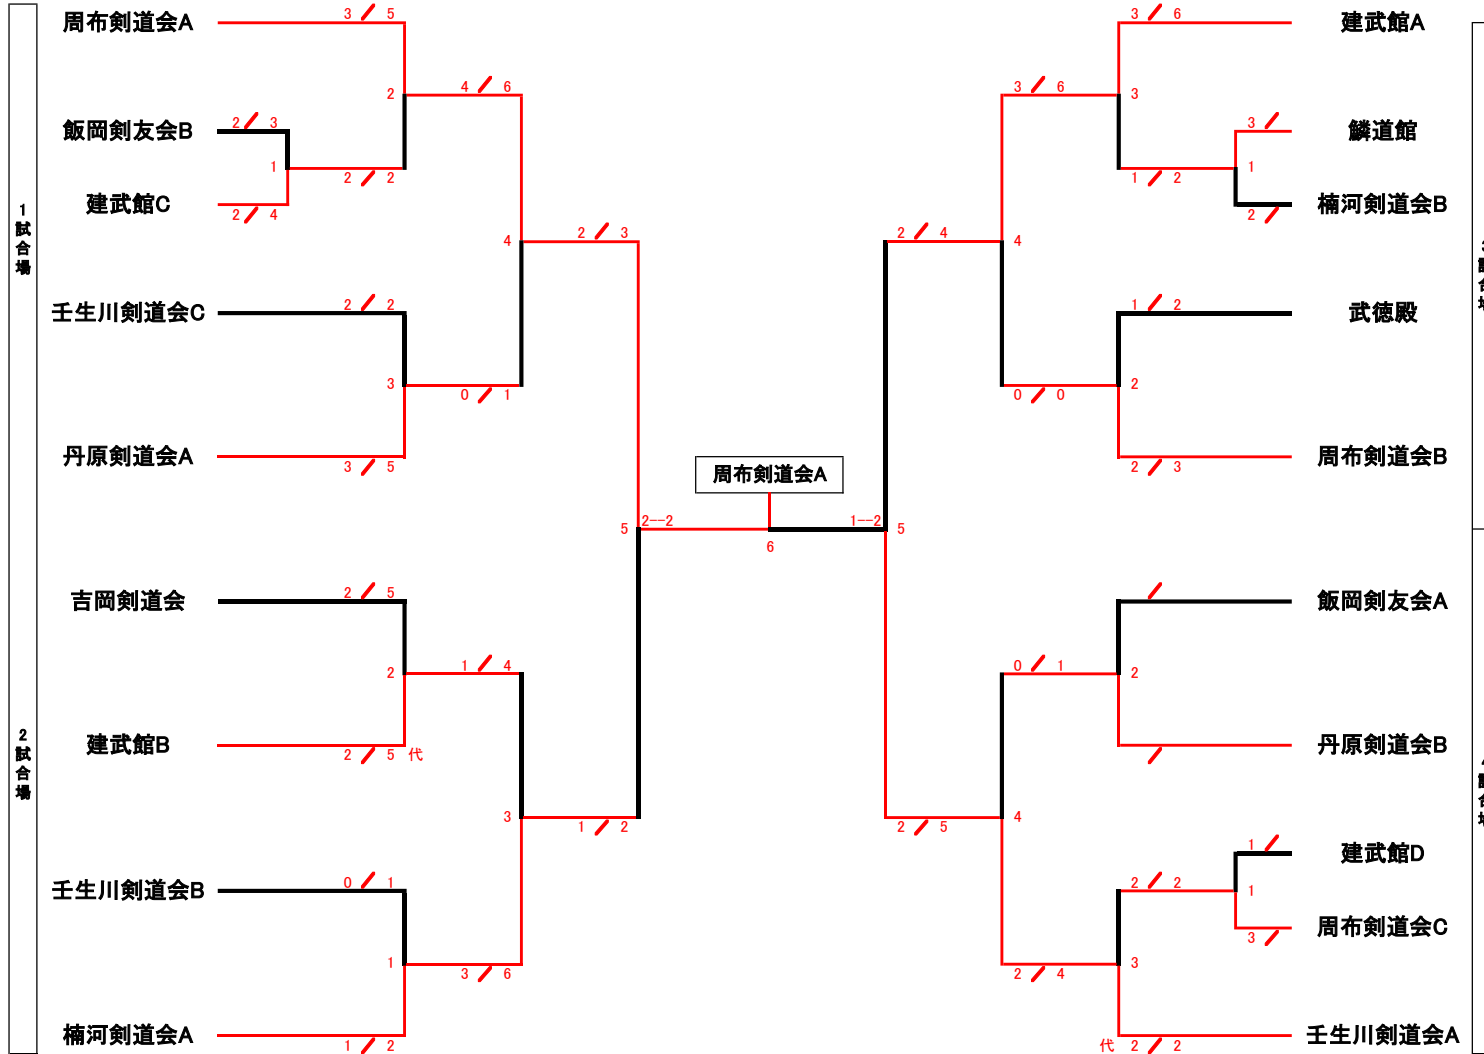 周布剣道会A
3 5
2
4 6
飯岡剣友会B
2 3
1
2 2
建武館C
2 4
1試合場
4
2 3
壬生川剣道会C
2 2
3
0 1
丹原剣道会A
3 5
5
2--2
吉岡剣道会
2 5
2
1 4
建武館B
2 5 代
2試合場
3
1 2
壬生川剣道会B
0 1
1
3 6
楠河剣道会A
1 2
周布剣道会A
6
1--2
5
3 6
建武館A
3 6
3
3
鱗道館
1
1 2
2
楠河剣道会B
2 4
4
1 2
武徳殿
2
0 0
2 3
周布剣道会B
飯岡剣友会A
0 1
2
丹原剣道会B
2 5
4
1
建武館D
2 2
1
3
周布剣道会C
2 4
3
代 2 2
壬生川剣道会A